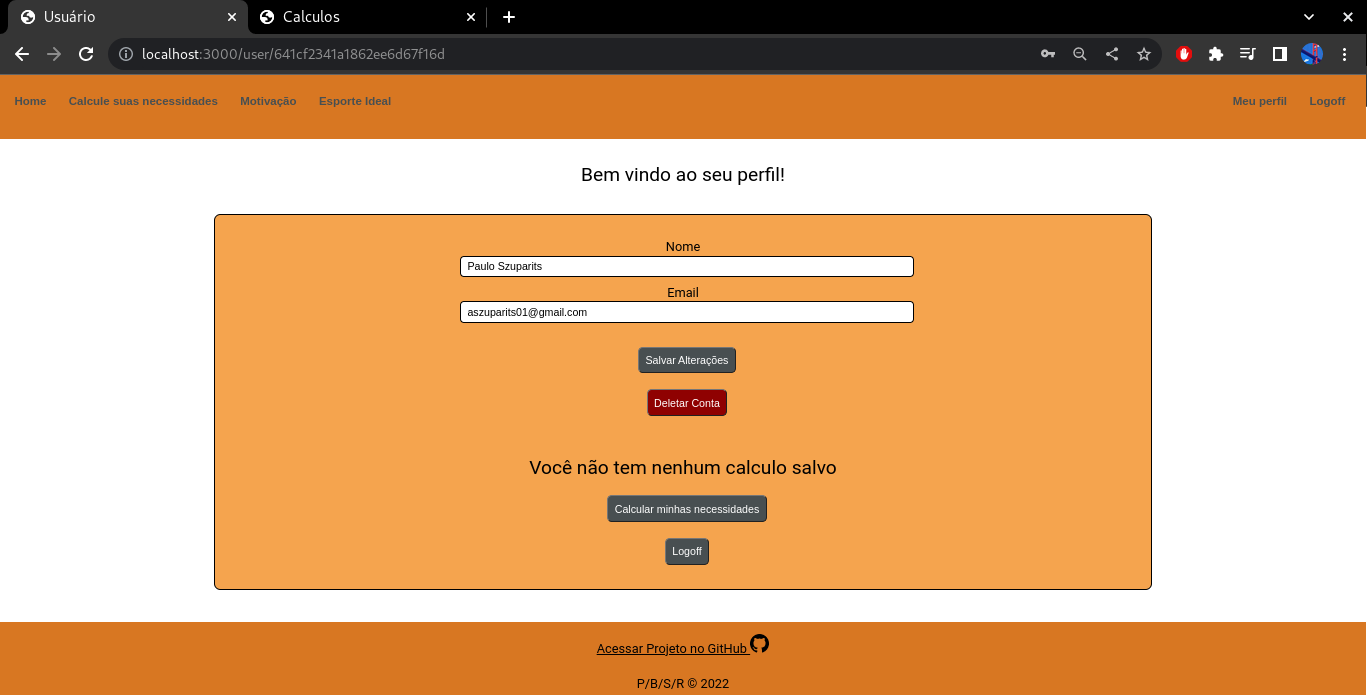 Usuário Calculos
localhost:3000/user/641cf2341a1862ee6d67f16d
Home Calcule suas necessidades Motivação Esporte Ideal Meu perfil Logoff
Bem vindo ao seu perfil!
Nome
Paulo Szuparits
Email
aszuparits01@gmail.com
Salvar Alterações
Deletar Conta
Você não tem nenhum calculo salvo
Calcular minhas necessidades
Logoff
Acessar Projeto no GitHub
P/B/S/R © 2022